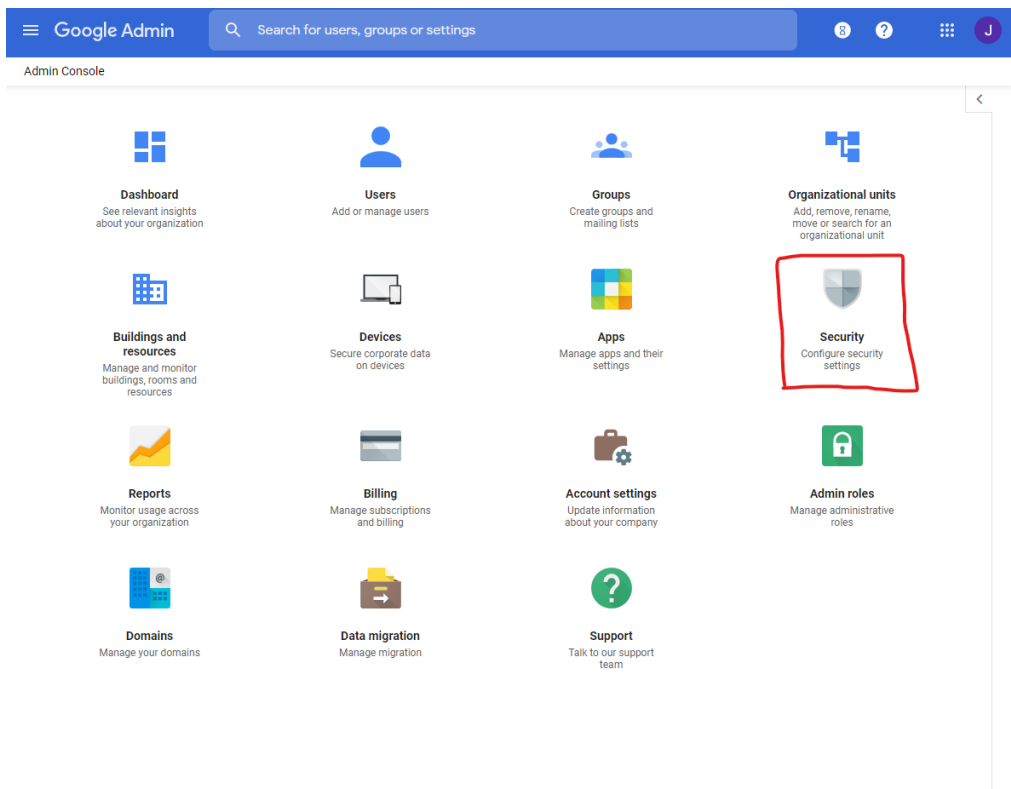 Google Admin
Search for users, groups or settings
8
?
J
Admin Console
Dashboard
See relevant insights
about your organization
Users
Add or manage users
Groups
Create groups and
mailing lists
Organizational units
Add, remove, rename,
move or search for an
organizational unit
Buildings and
resources
Manage and monitor
buildings, rooms and
resources
Devices
Secure corporate data
on devices
Apps
Manage apps and their
settings
Security
Configure security
settings
Reports
Monitor usage across
your organization
Billing
Manage subscriptions
and billing
Account settings
Update information
about your company
Admin roles
Manage administrative
roles
@
Domains
Manage your domains
Data migration
Manage migration
?
Support
Talk to our support
team